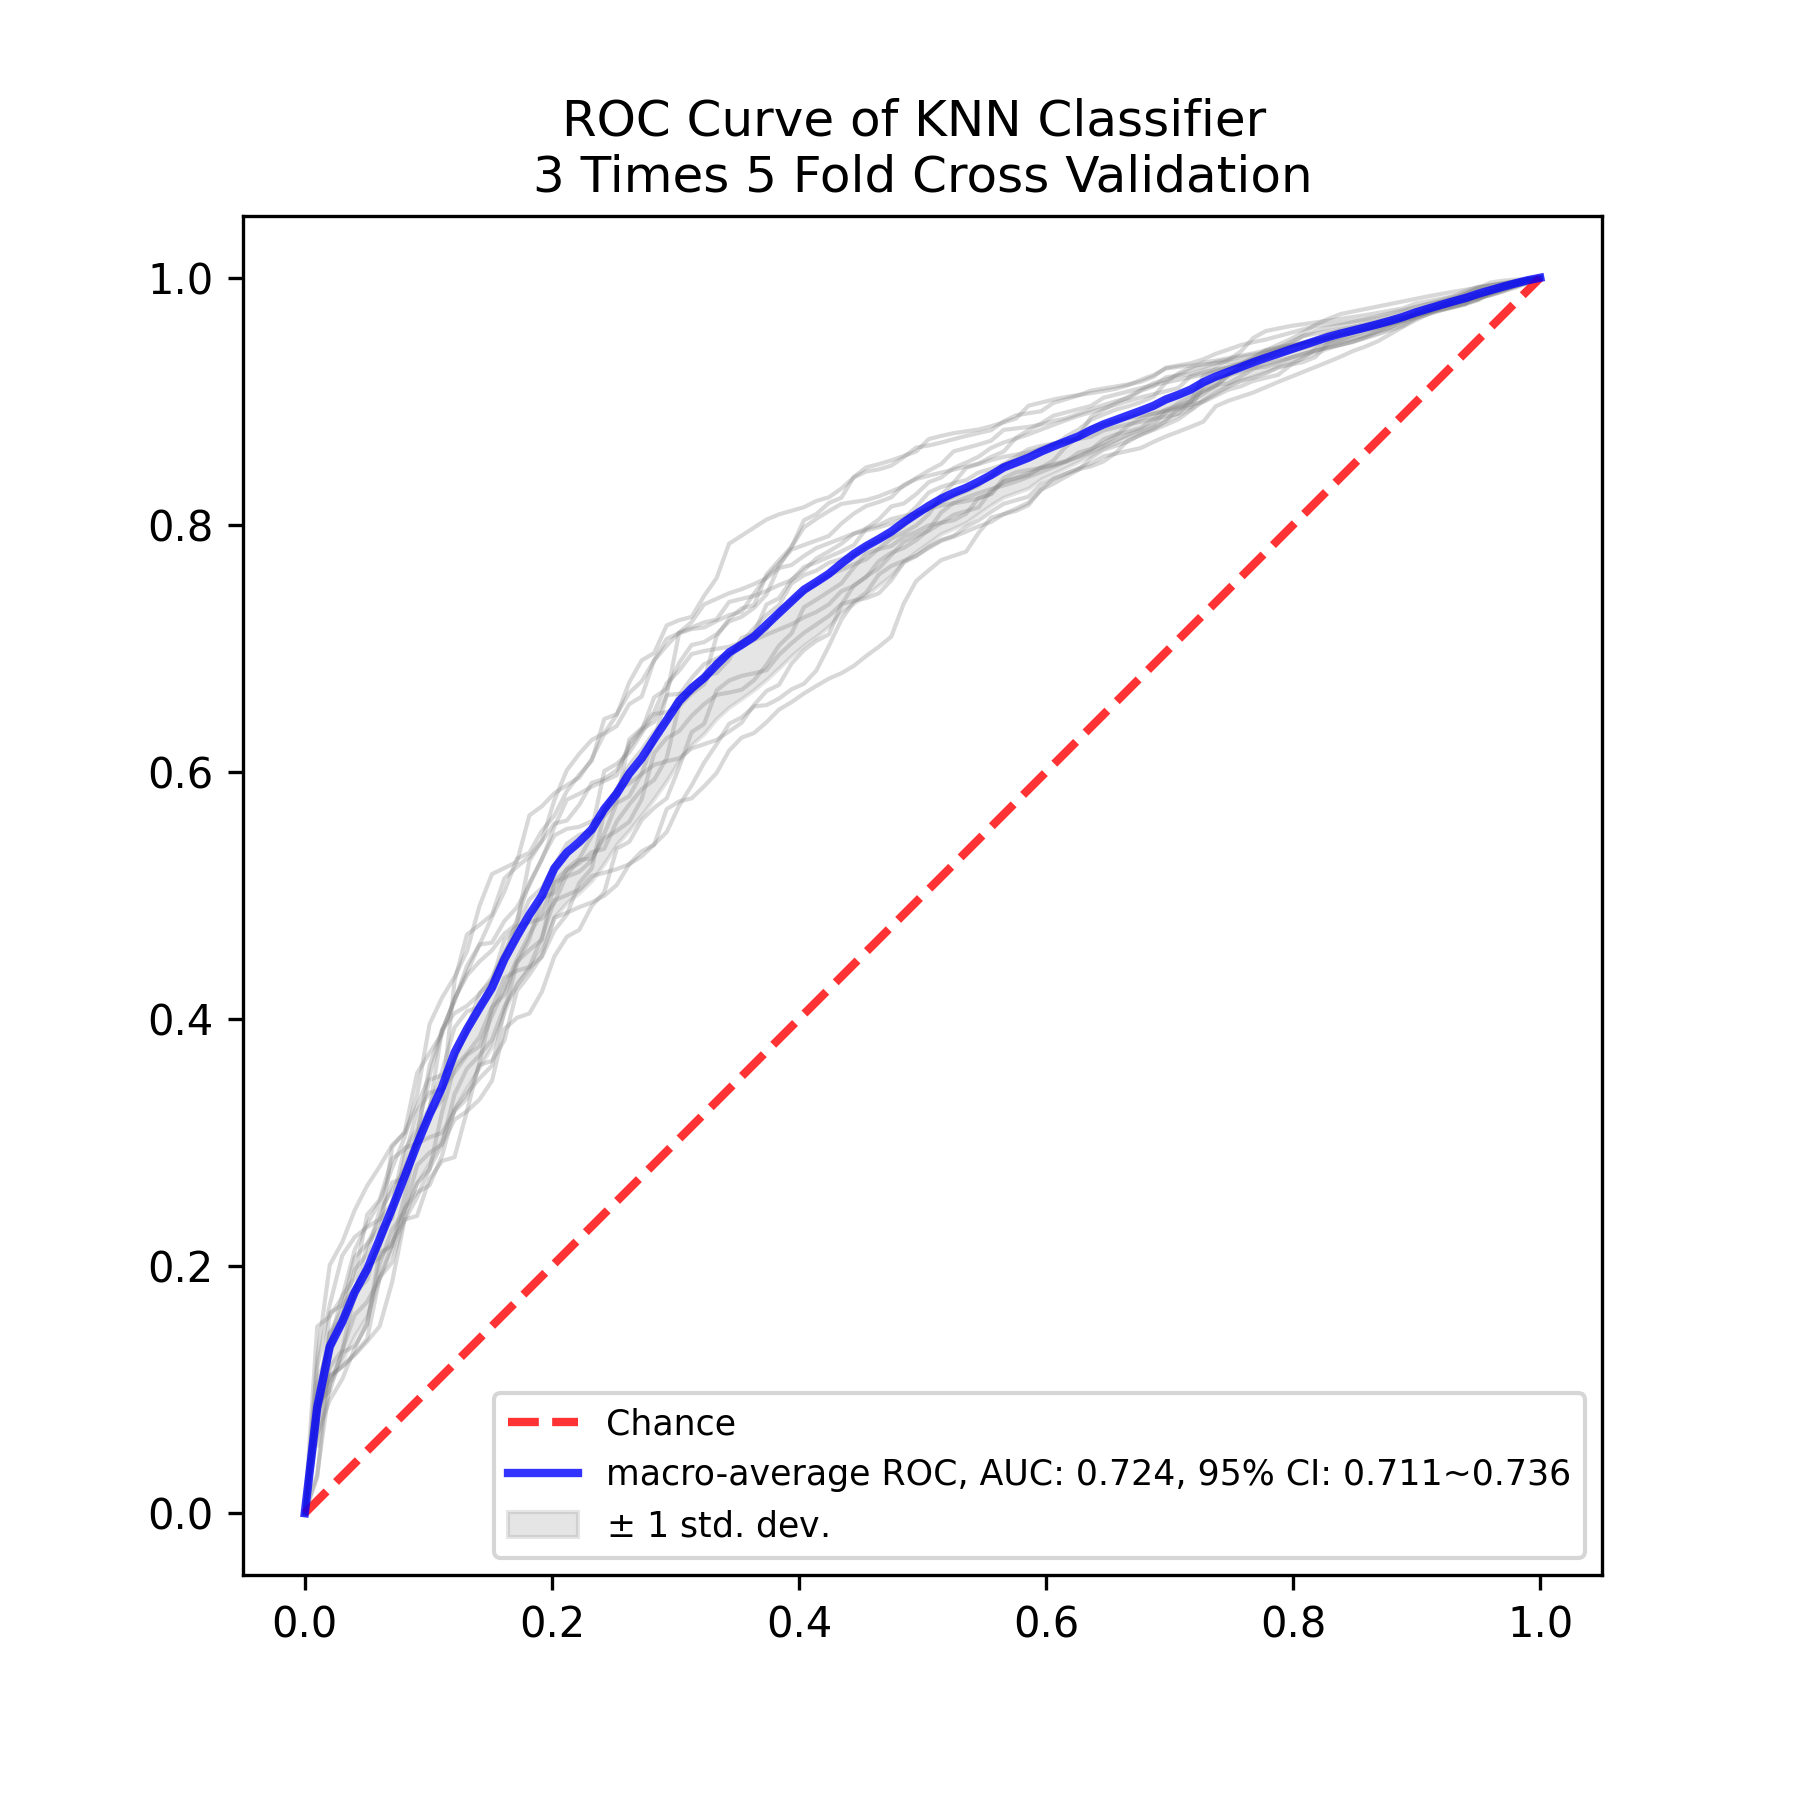 ROC Curve of KNN Classifier
3 Times 5 Fold Cross Validation
1.0
0.8
0.6
0.4
0.2
0.0
Chance
macro-average ROC, AUC: 0.724, 95% CI: 0.711~0.736
± 1 std. dev.
0.0 0.2 0.4 0.6 0.8 1.0